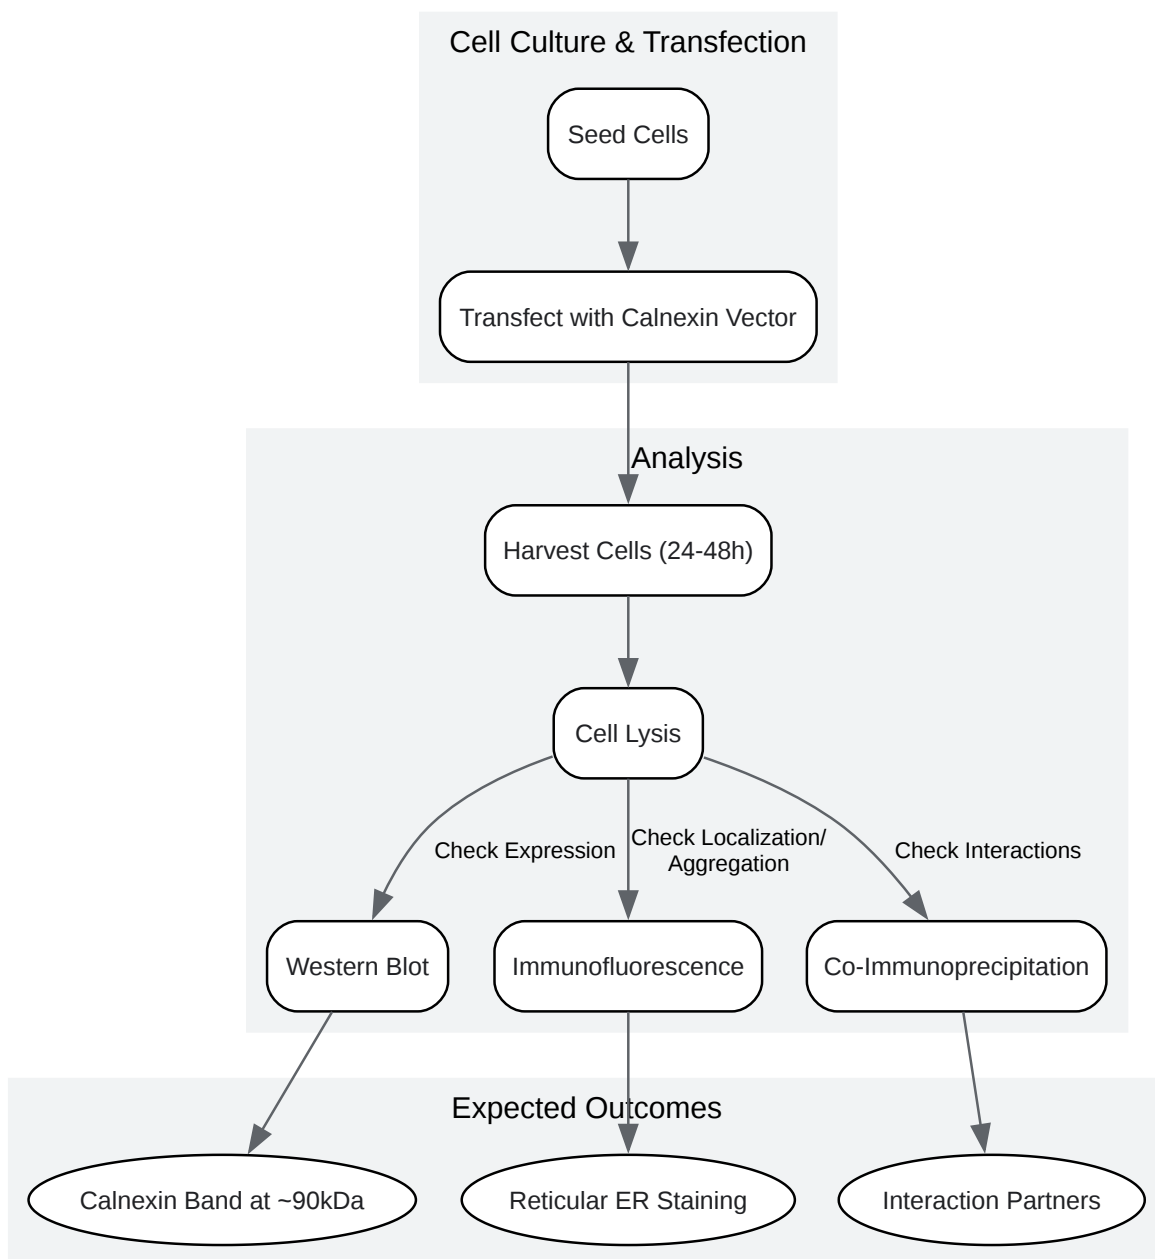 Cell Culture & Transfection
Seed Cells
Transfect with Calnexin Vector
Analysis
Harvest Cells (24-48h)
Cell Lysis
Check Expression
Check Localization/
Aggregation
Check Interactions
Western Blot
Immunofluorescence
Co-Immunoprecipitation
Expected Outcomes
Calnexin Band at ~90kDa
Reticular ER Staining
Interaction Partners